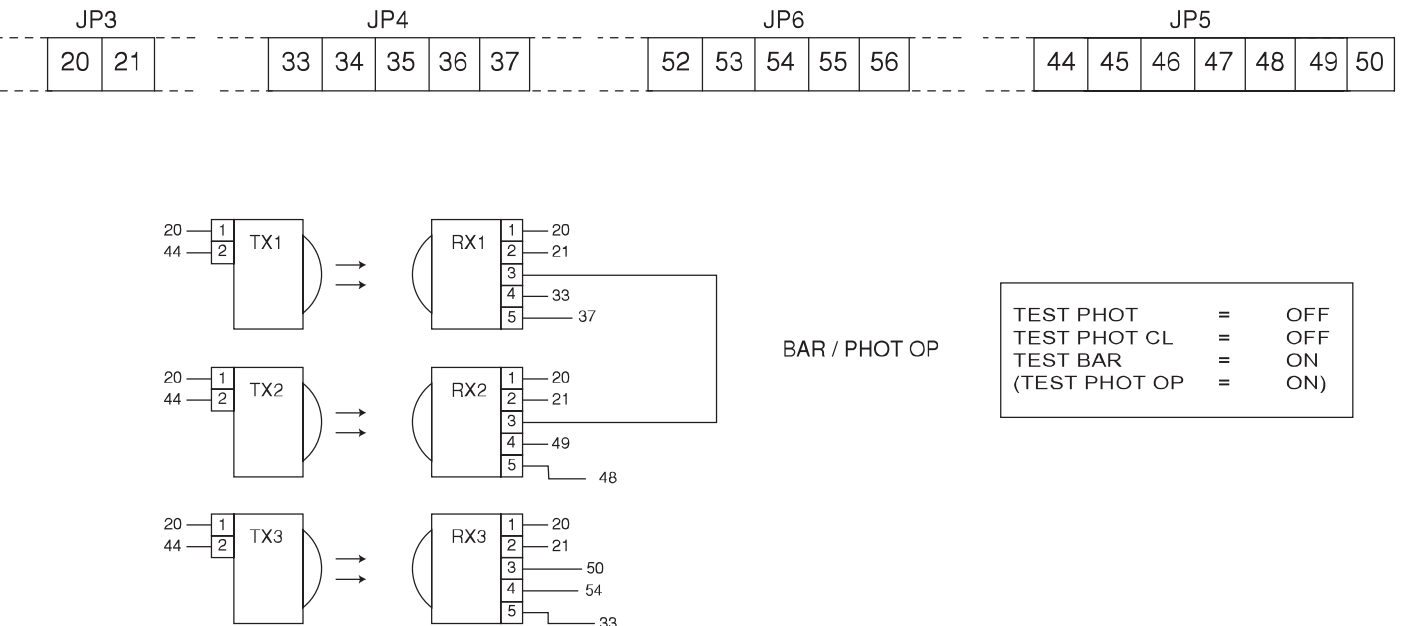 JP3 JP4 JP6 JP5
20 21 33 34 35 36 37 52 53 54 55 56 44 45 46 47 48 49 50
20 1 TX1 RX1 1 20
44 2 2 21
3
4 33
5 37
BAR / PHOT OP
TEST PHOT = OFF
TEST PHOT CL = OFF
TEST BAR = ON
(TEST PHOT OP = ON)
20 1 TX2 RX2 1 20
44 2 2 21
3
4 49
5 48
20 1 TX3 RX3 1 20
44 2 2 21
3 50
4 54
5 33